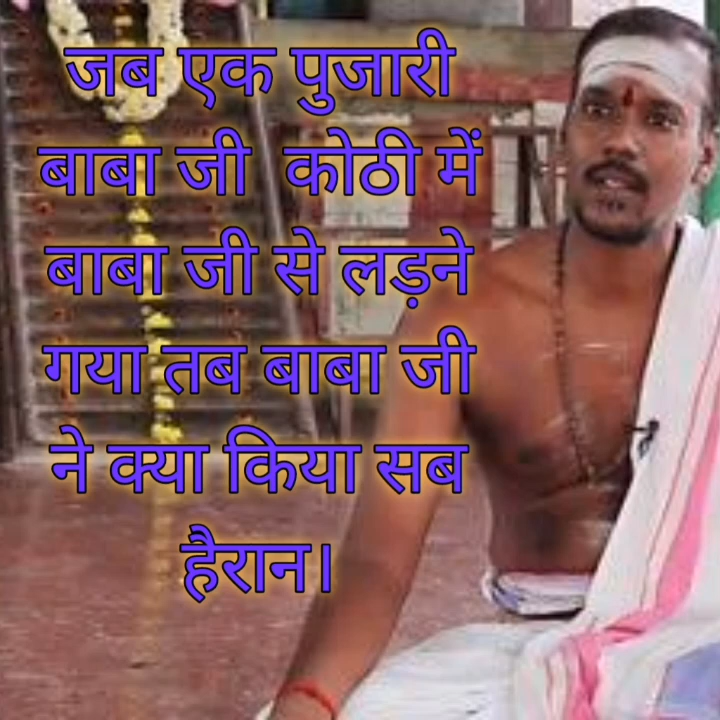 जब एक पुजारी
बाबा जी कोठी में
बाबा जी से लड़ने
गया तब बाबा जी
ने क्या किया सब
हैरान।